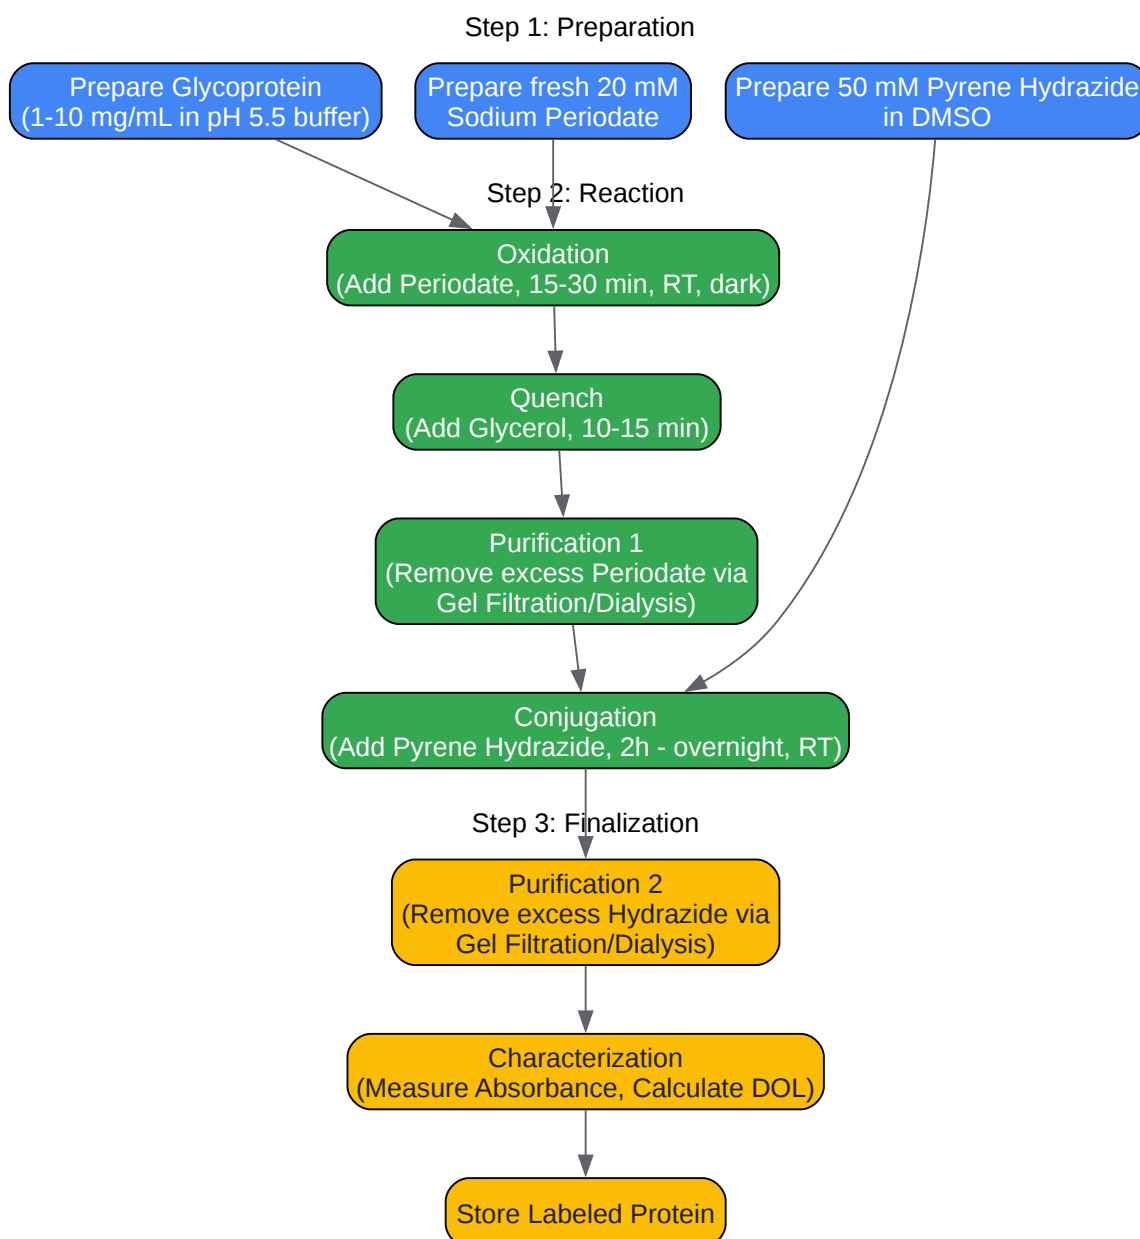 Step 1: Preparation
Prepare Glycoprotein
(1-10 mg/mL in pH 5.5 buffer)
Prepare fresh 20 mM
Sodium Periodate
Prepare 50 mM Pyrene Hydrazide
in DMSO
Step 2: Reaction
Oxidation
(Add Periodate, 15-30 min, RT, dark)
Quench
(Add Glycerol, 10-15 min)
Purification 1
(Remove excess Periodate via
Gel Filtration/Dialysis)
Conjugation
(Add Pyrene Hydrazide, 2h - overnight, RT)
Step 3: Finalization
Purification 2
(Remove excess Hydrazide via
Gel Filtration/Dialysis)
Characterization
(Measure Absorbance, Calculate DOL)
Store Labeled Protein